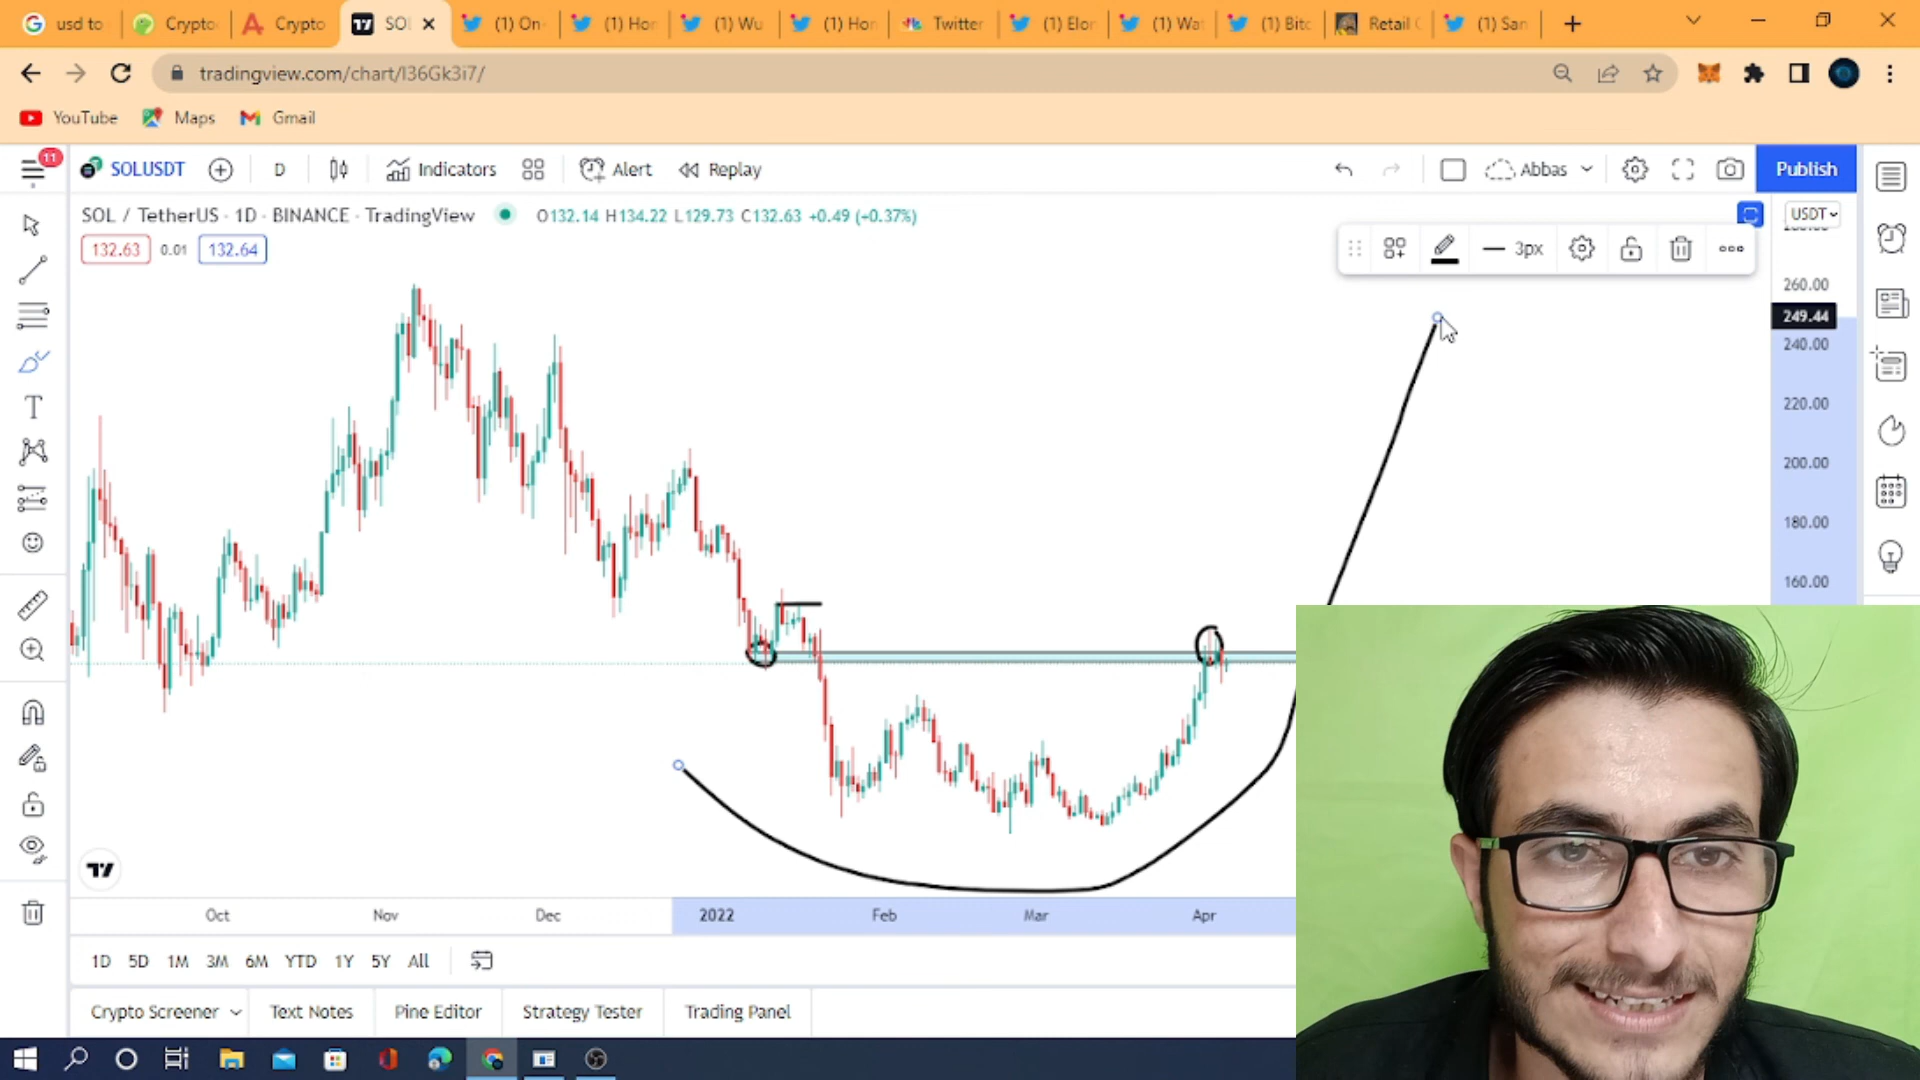 usd to
Crypto
Crypto
SO
(1) On
(1) Hor
(1) Wu
(1) Hor
Twitter
(1) Elor
(1) Wa
(1) Bitc
Retail
(1) San
tradingview.com/chart/I36Gk3i7/
YouTube
Maps
Gmail
11
SOLUSDT
D
Indicators
Alert
Replay
Abbas
Publish
SOL / TetherUS · 1D · BINANCE · TradingView
O132.14 H134.22 L129.73 C132.63 +0.49 (+0.37%)
USDT
132.63
0.01
132.64
3px
260.00
249.44
240.00
220.00
200.00
180.00
160.00
Oct
Nov
Dec
2022
Feb
Mar
Apr
1D
5D
1M
3M
6M
YTD
1Y
5Y
All
Crypto Screener
Text Notes
Pine Editor
Strategy Tester
Trading Panel